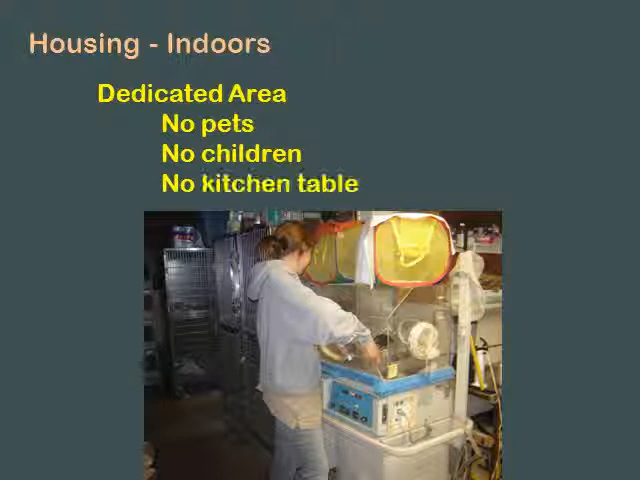 Housing - Indoors
Dedicated Area
No pets
No children
No kitchen table